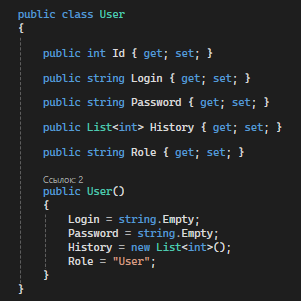 public class User
{
public int Id { get; set; }
public string Login { get; set; }
public string Password { get; set; }
public List<int> History { get; set; }
public string Role { get; set; }
Ссылок: 2
public User()
{
Login = string.Empty;
Password = string.Empty;
History = new List<int>();
Role = "User";
}
}